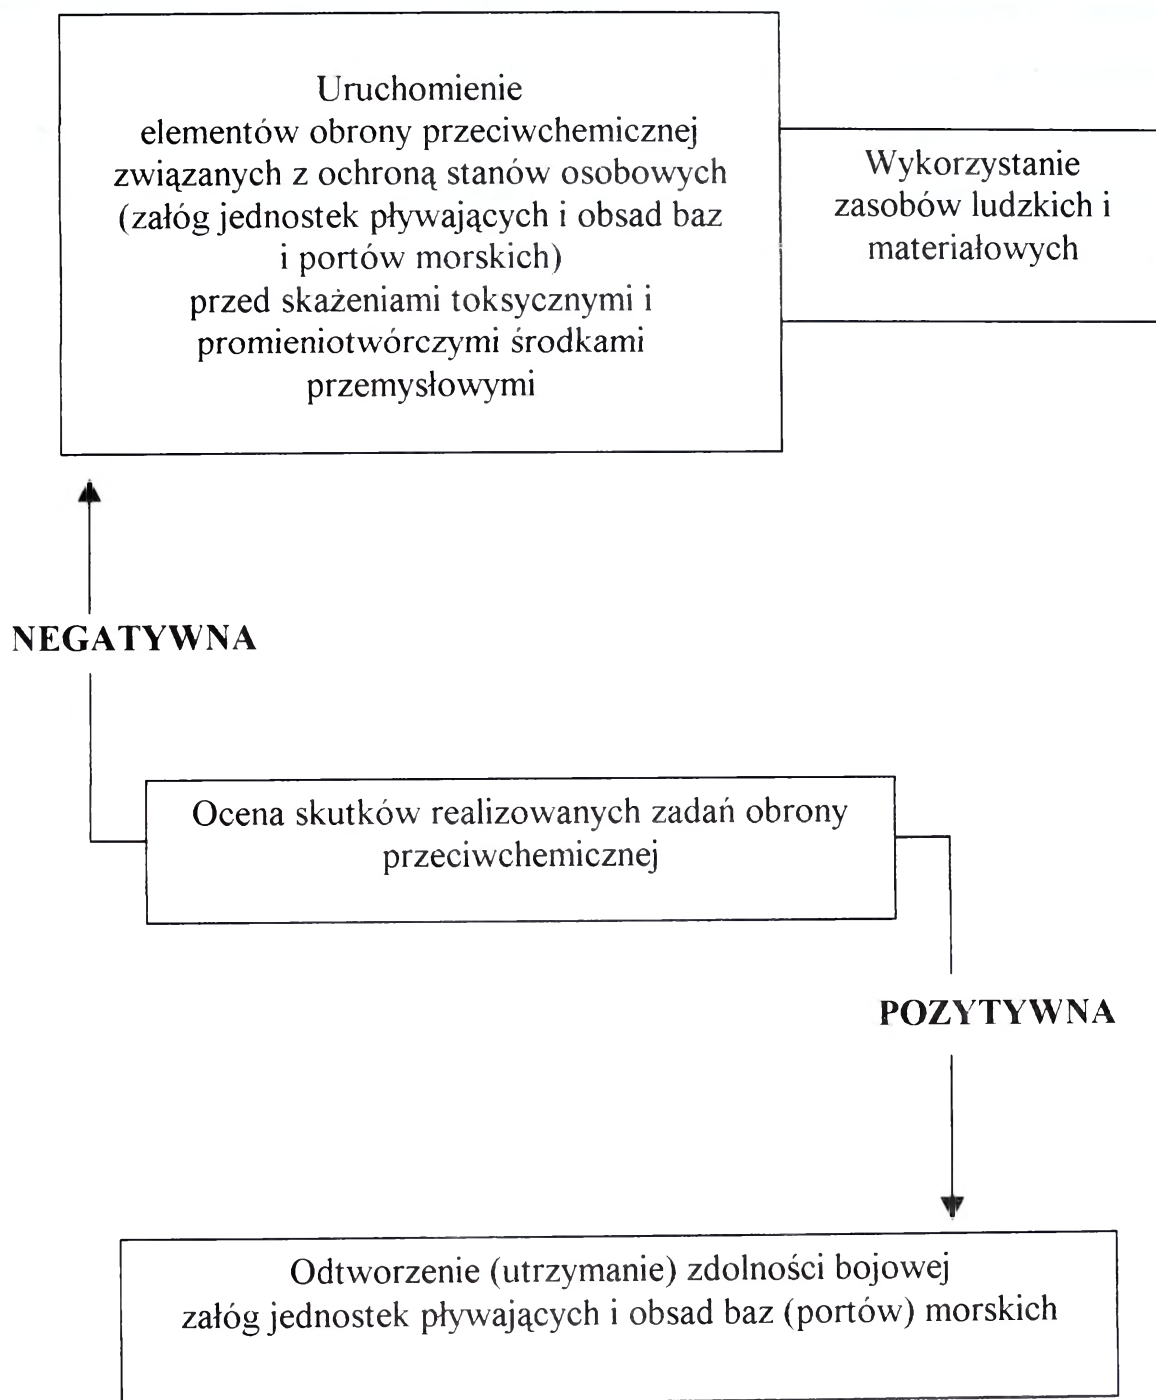 Uruchomienie
elementów obrony przeciwchemicznej
związanych z ochroną stanów osobowych
(załóg jednostek pływających i obsad baz
i portów morskich)
przed skażeniami toksycznymi i
promieniotwórczymi środkami
przemysłowymi
Wykorzystanie
zasobów ludzkich i
materiałowych
NEGATYWNA
Ocena skutków realizowanych zadań obrony
przeciwchemicznej
POZYTYWNA
Odtworzenie (utrzymanie) zdolności bojowej
załóg jednostek pływających i obsad baz (portów) morskich